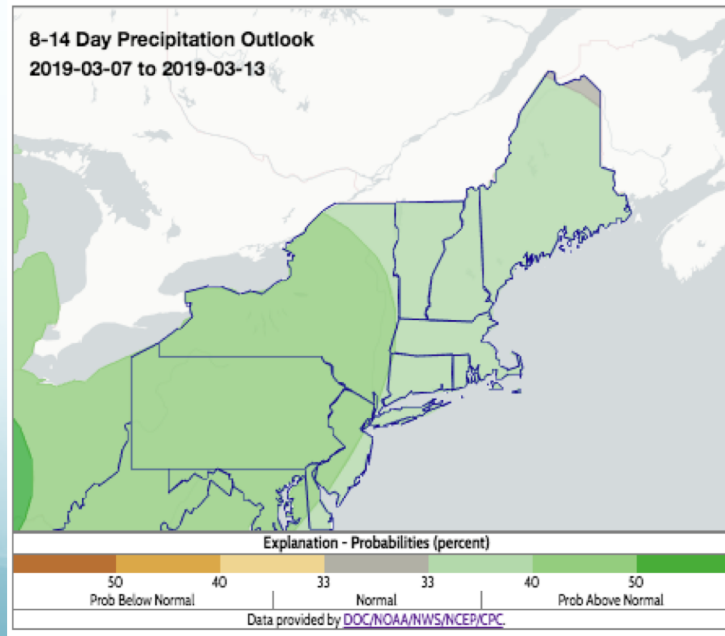 8-14 Day Precipitation Outlook
2019-03-07 to 2019-03-13
Explanation - Probabilities (percent)
50 40 33 33 40 50
Prob Below Normal Normal Prob Above Normal
Data provided by DOC/NOAA/NWS/NCEP/CPC.